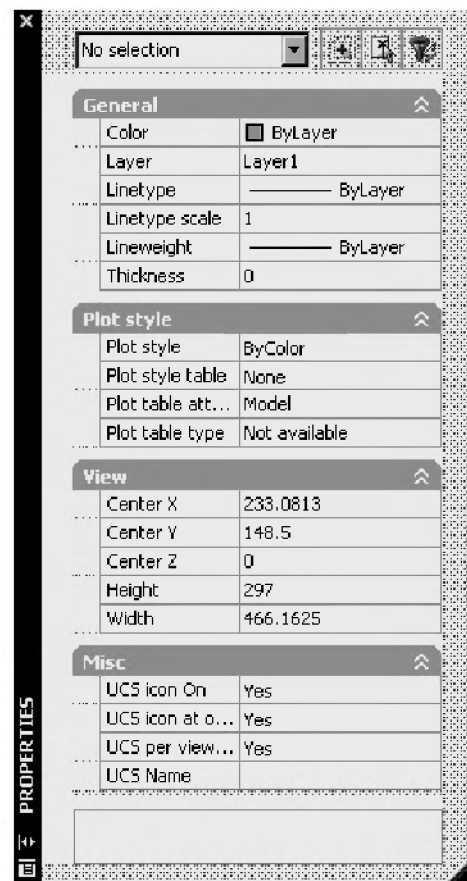 No selection
General
Color ByLayer
Layer Layer1
Linetype ByLayer
Linetype scale 1
Lineweight ByLayer
Thickness 0
Plot style
Plot style ByColor
Plot style table None
Plot table att... Model
Plot table type Not available
View
Center X 233.0813
Center Y 148.5
Center Z 0
Height 297
Width 466.1625
Misc
UCS icon On Yes
UCS icon at o... Yes
UCS per view... Yes
UCS Name
PROPERTIES